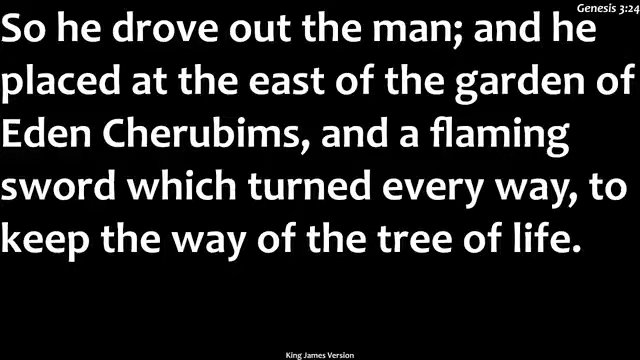 Genesis 3:24
So he drove out the man; and he
placed at the east of the garden of
Eden Cherubims, and a flaming
sword which turned every way, to
keep the way of the tree of life.
King James Version